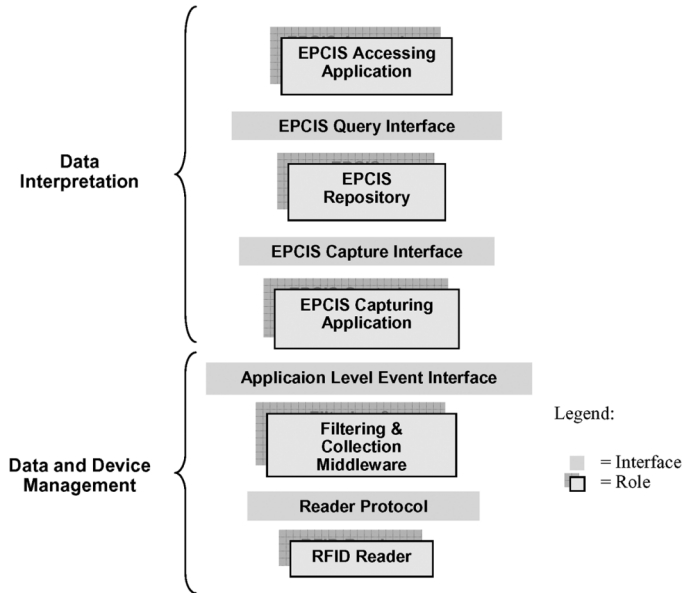 EPCIS Accessing
Application
EPCIS Query Interface
Data
Interpretation
EPCIS
Repository
EPCIS Capture Interface
EPCIS Capturing
Application
Applicaion Level Event Interface
Filtering &
Collection
Middleware
Data and Device
Management
Reader Protocol
RFID Reader
Legend:
= Interface
= Role